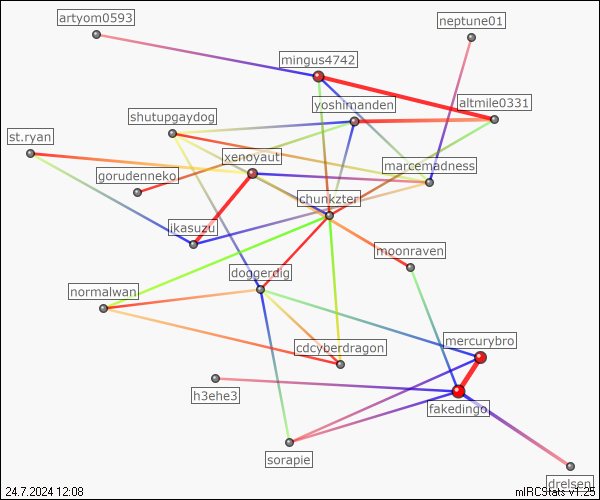 artyom0593
neptune01
mingus4742
yoshimanden
altmile0331
shutupgaydog
st.ryan
xenoyaut
marcemadness
gorudenneko
chunkzter
ikasuzu
moonraven
doggerdig
normalwan
mercurybro
cdcyberdragon
h3ehe3
fakedingo
sorapie
drelsen
24.7.2024 12:08
mIRCStats v1.25